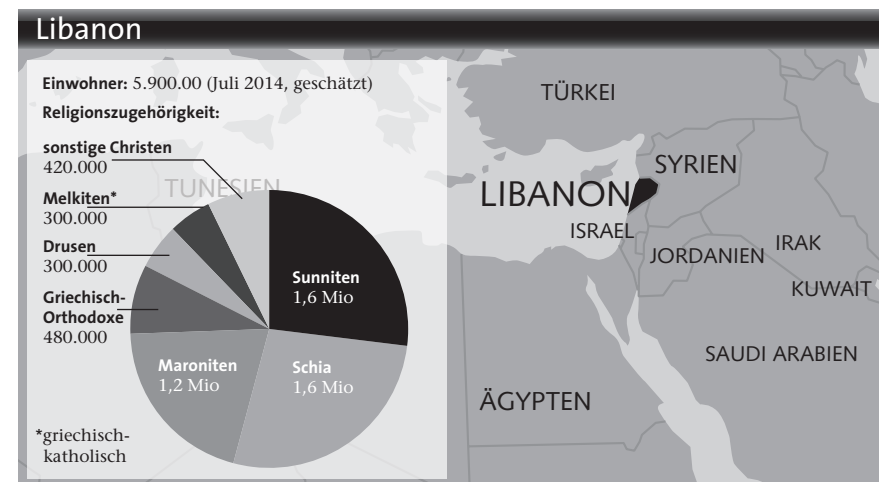 Libanon
Einwohner: 5.900.00 (Juli 2014, geschätzt)
Religionszugehörigkeit:
sonstige Christen
420.000
Melkiten*
300.000
Drusen
300.000
Griechisch-
Orthodoxe
480.000
Sunniten
1,6 Mio
Maroniten
1,2 Mio
Schia
1,6 Mio
*griechisch-
katholisch
TUNESIEN
TÜRKEI
SYRIEN
LIBANON
ISRAEL
JORDANIEN
IRAK
KUWAIT
SAUDI ARABIEN
ÄGYPTEN